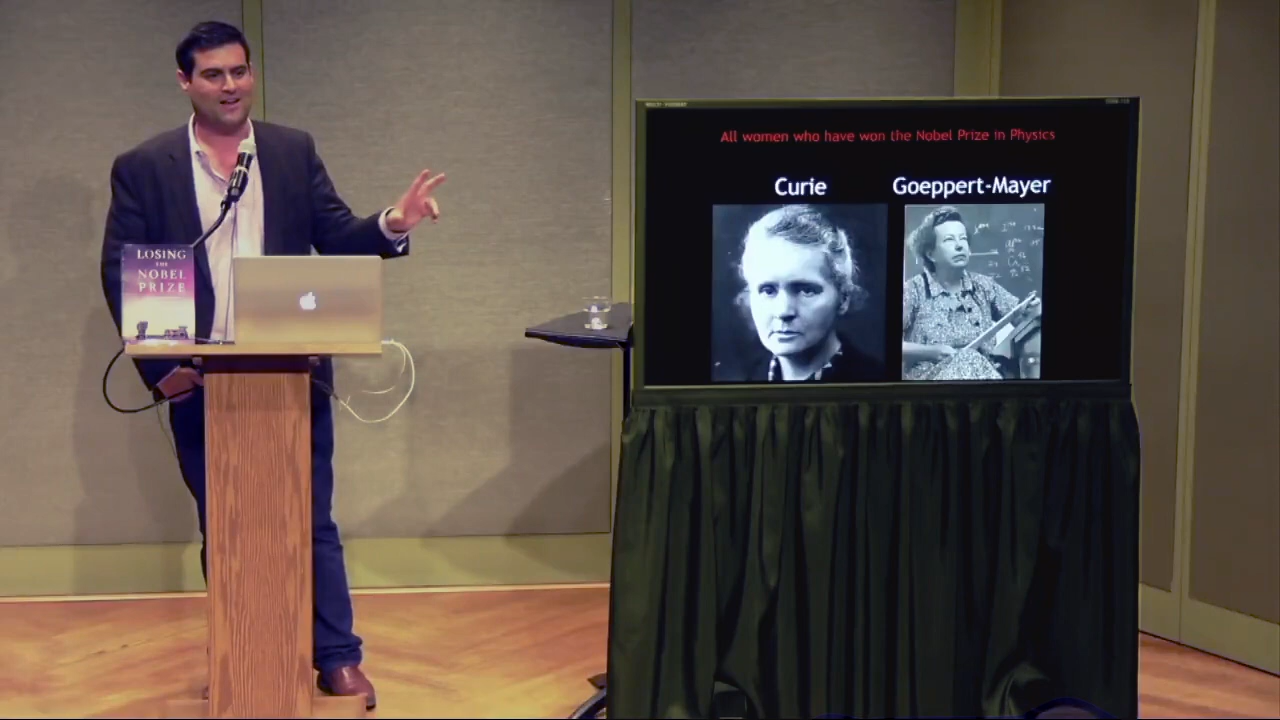 LOSING
THE
NOBEL
PRIZE
All women who have won the Nobel Prize in Physics
Curie
Goeppert-Mayer